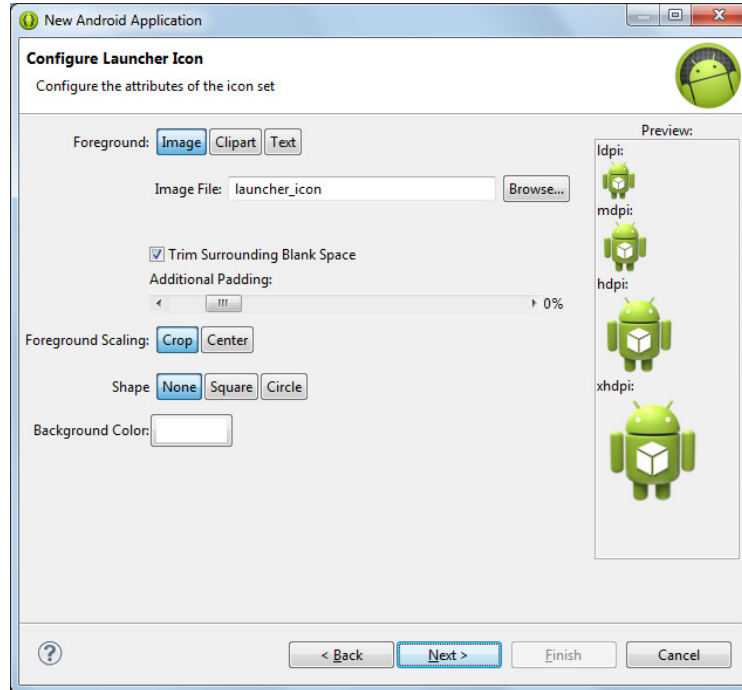 New Android Application
Configure Launcher Icon
Configure the attributes of the icon set
Foreground: Image Clipart Text
Image File: launcher_icon Browse...
Trim Surrounding Blank Space
Additional Padding:
0%
Foreground Scaling: Crop Center
Shape None Square Circle
Background Color:
Preview:
ldpi:
mdpi:
hdpi:
xhdpi:
< Back Next > Finish Cancel